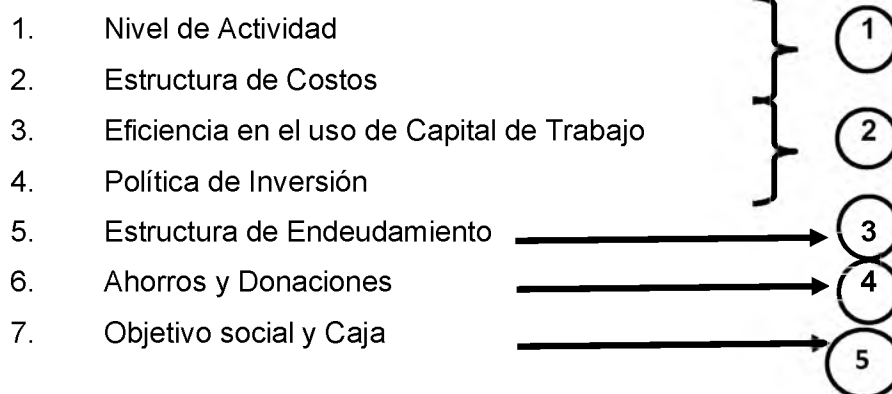 1. Nivel de Actividad
1
2. Estructura de Costos
3. Eficiencia en el uso de Capital de Trabajo
2
4. Política de Inversión
5. Estructura de Endeudamiento
3
6. Ahorros y Donaciones
4
7. Objetivo social y Caja
5